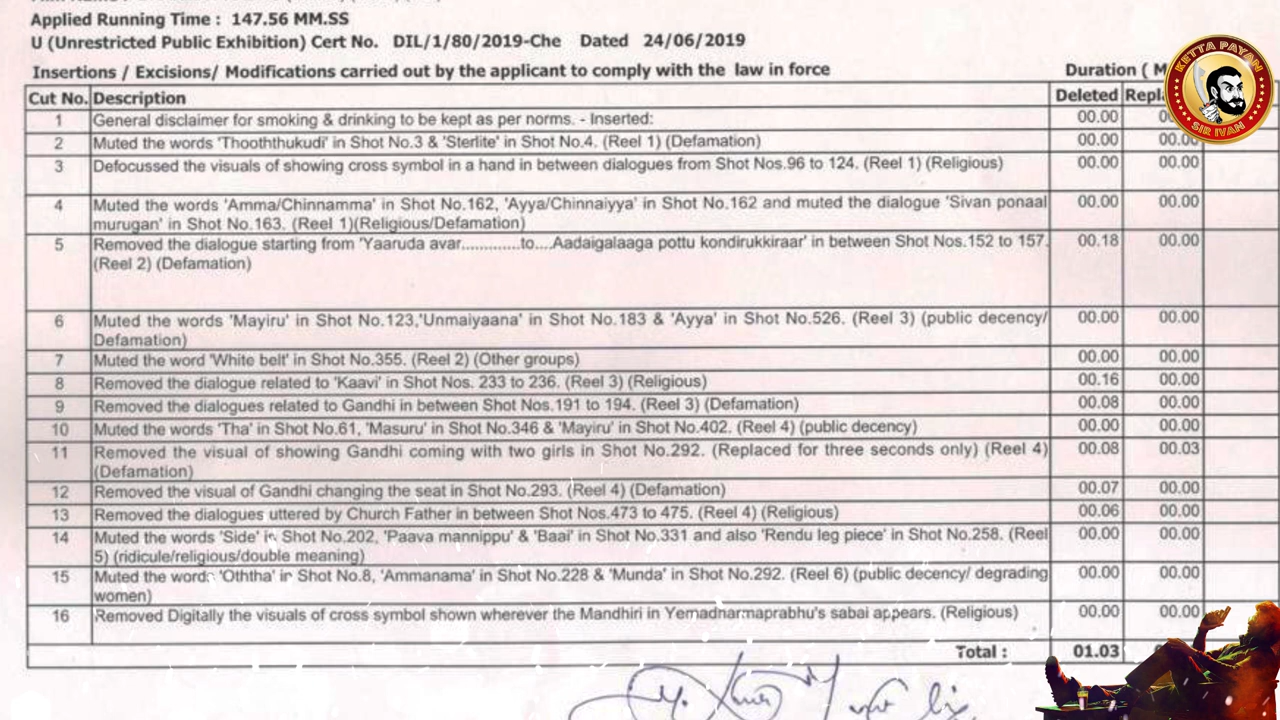 Applied Running Time : 147.56 MM.SS
U (Unrestricted Public Exhibition) Cert No. DIL/1/80/2019-Che Dated 24/06/2019
Insertions / Excisions/ Modifications carried out by the applicant to comply with the law in force Duration ( M
Cut No. Description Deleted Repl
1 General disclaimer for smoking & drinking to be kept as per norms. - Inserted: 00.00
2 Muted the words 'Thooththukudi' in Shot No.3 & 'Sterlite' in Shot No.4. (Reel 1) (Defamation) 00.00 00.00
3 Defocussed the visuals of showing cross symbol in a hand in between dialogues from Shot Nos.96 to 124. (Reel 1) (Religious) 00.00 00.00
4 Muted the words 'Amma/Chinnamma' in Shot No.162, 'Ayya/Chinnaiyya' in Shot No.162 and muted the dialogue 'Sivan ponaal 00.00 00.00
murugan' in Shot No.163. (Reel 1)(Religious/Defamation)
5 Removed the dialogue starting from 'Yaaruda avar.............to....Aadaigalaaga pottu kondirukkiraar' in between Shot Nos.152 to 157. 00.18 00.00
(Reel 2) (Defamation)
6 Muted the words 'Mayiru' in Shot No.123,'Unmaiyaana' in Shot No.183 & 'Ayya' in Shot No.526. (Reel 3) (public decency/ 00.00 00.00
Defamation)
7 Muted the word 'White belt' in Shot No.355. (Reel 2) (Other groups) 00.00 00.00
8 Removed the dialogue related to 'Kaavi' in Shot Nos. 233 to 236. (Reel 3) (Religious) 00.16 00.00
9 Removed the dialogues related to Gandhi in between Shot Nos.191 to 194. (Reel 3) (Defamation) 00.08 00.00
10 Muted the words 'Tha' in Shot No.61, 'Masuru' in Shot No.346 & 'Mayiru' in Shot No.402. (Reel 4) (public decency) 00.00 00.00
11 Removed the visual of showing Gandhi coming with two girls in Shot No.292. (Replaced for three seconds only) (Reel 4) 00.08 00.03
(Defamation)
12 Removed the visual of Gandhi changing the seat in Shot No.293. (Reel 4) (Defamation) 00.07 00.00
13 Removed the dialogues uttered by Church Father in between Shot Nos.473 to 475. (Reel 4) (Religious) 00.06 00.00
14 Muted the words 'Side' in Shot No.202, 'Paava mannippu' & 'Baai' in Shot No.331 and also 'Rendu leg piece' in Shot No.258. (Reel 00.00 00.00
5) (ridicule/religious/double meaning)
15 Muted the words 'Oththa' in Shot No.8, 'Ammanama' in Shot No.228 & 'Munda' in Shot No.292. (Reel 6) (public decency/ degrading 00.00 00.00
women)
16 Removed Digitally the visuals of cross symbol shown wherever the Mandhiri in Yemadharmaprabhu's sabai appears. (Religious) 00.00 00.00
Total : 01.03
KETTA PAYAN
SIR IVAN